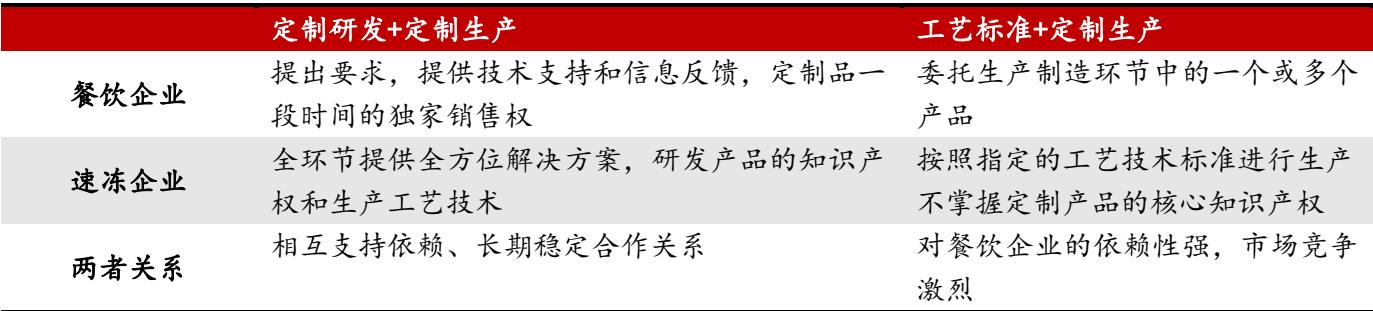 定制研发+定制生产 工艺标准+定制生产
餐饮企业
提出要求，提供技术支持和信息反馈，定制品一
段时间的独家销售权
委托生产制造环节中的一个或多个
产品
速冻企业
全环节提供全方位解决方案，研发产品的知识产
权和生产工艺技术
按照指定的工艺技术标准进行生产
不掌握定制产品的核心知识产权
两者关系
相互支持依赖、长期稳定合作关系
对餐饮企业的依赖性强，市场竞争
激烈